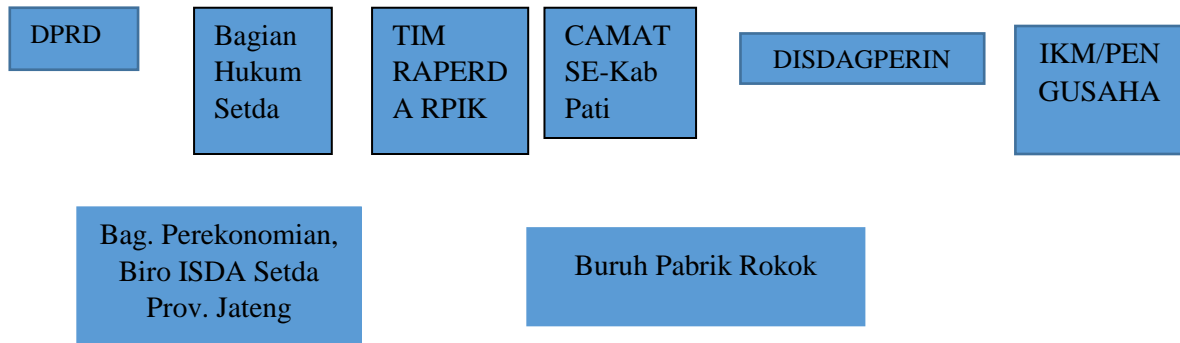 DPRD
Bagian
Hukum
Setda
TIM
RAPERD
A RPIK
CAMAT
SE-Kab
Pati
DISDAGPERIN
IKM/PEN
GUSAHA
Bag. Perekonomian,
Biro ISDA Setda
Prov. Jateng
Buruh Pabrik Rokok